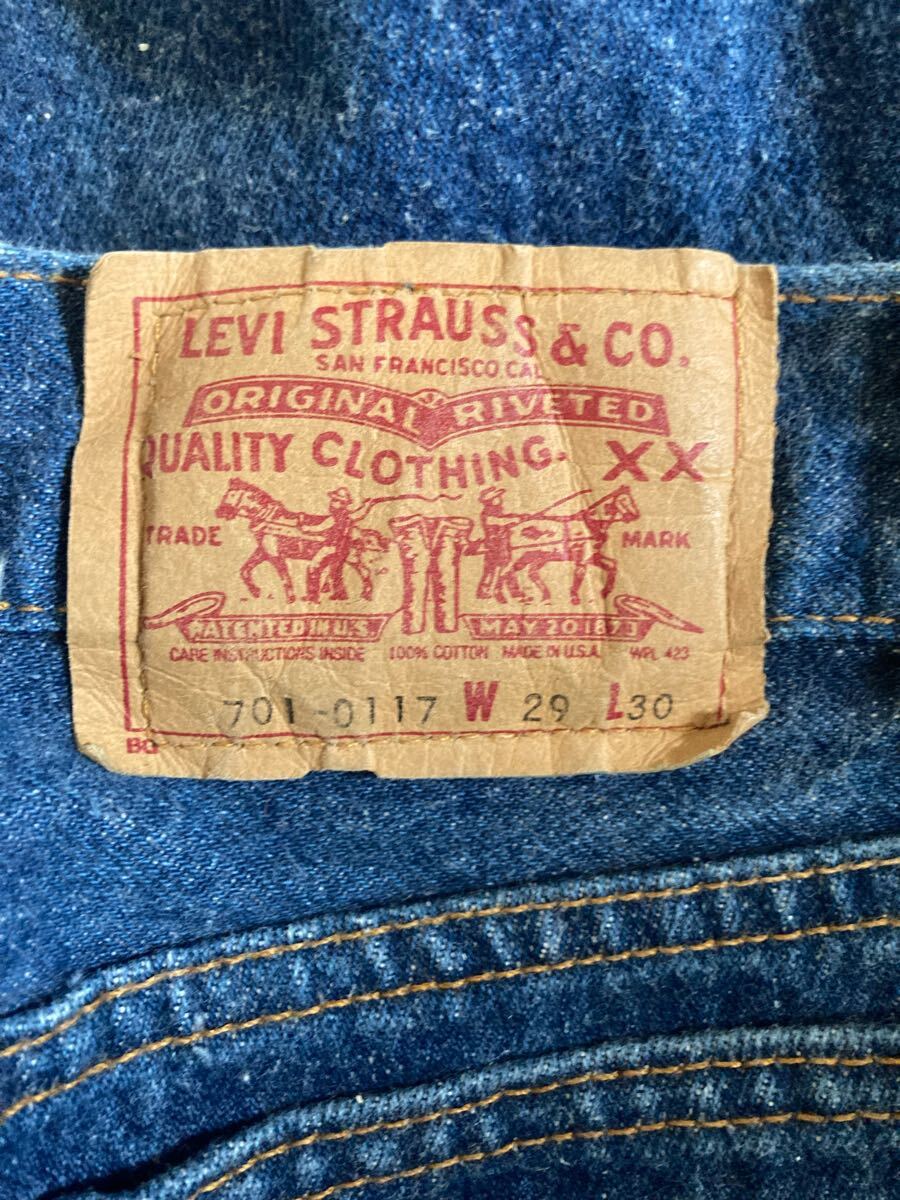 LEVI STRAUSS & CO.
SAN FRANCISCO CAL
ORIGINAL RIVETED
QUALITY CLOTHING. XX
TRADE MARK
PATENTED IN U.S. MAY 20 1873
CARE INSTRUCTIONS INSIDE 100% COTTON MADE IN U.S.A. WPL 423
701-0117 W 29 L30